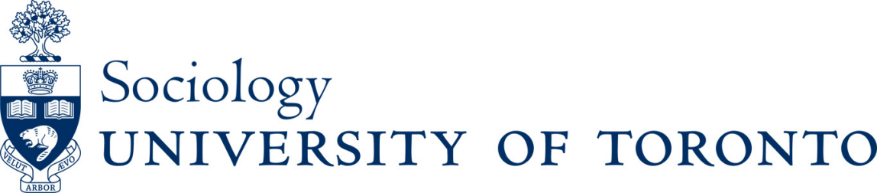 Sociology
UNIVERSITY OF TORONTO
VELUT
ÆVO
ARBOR